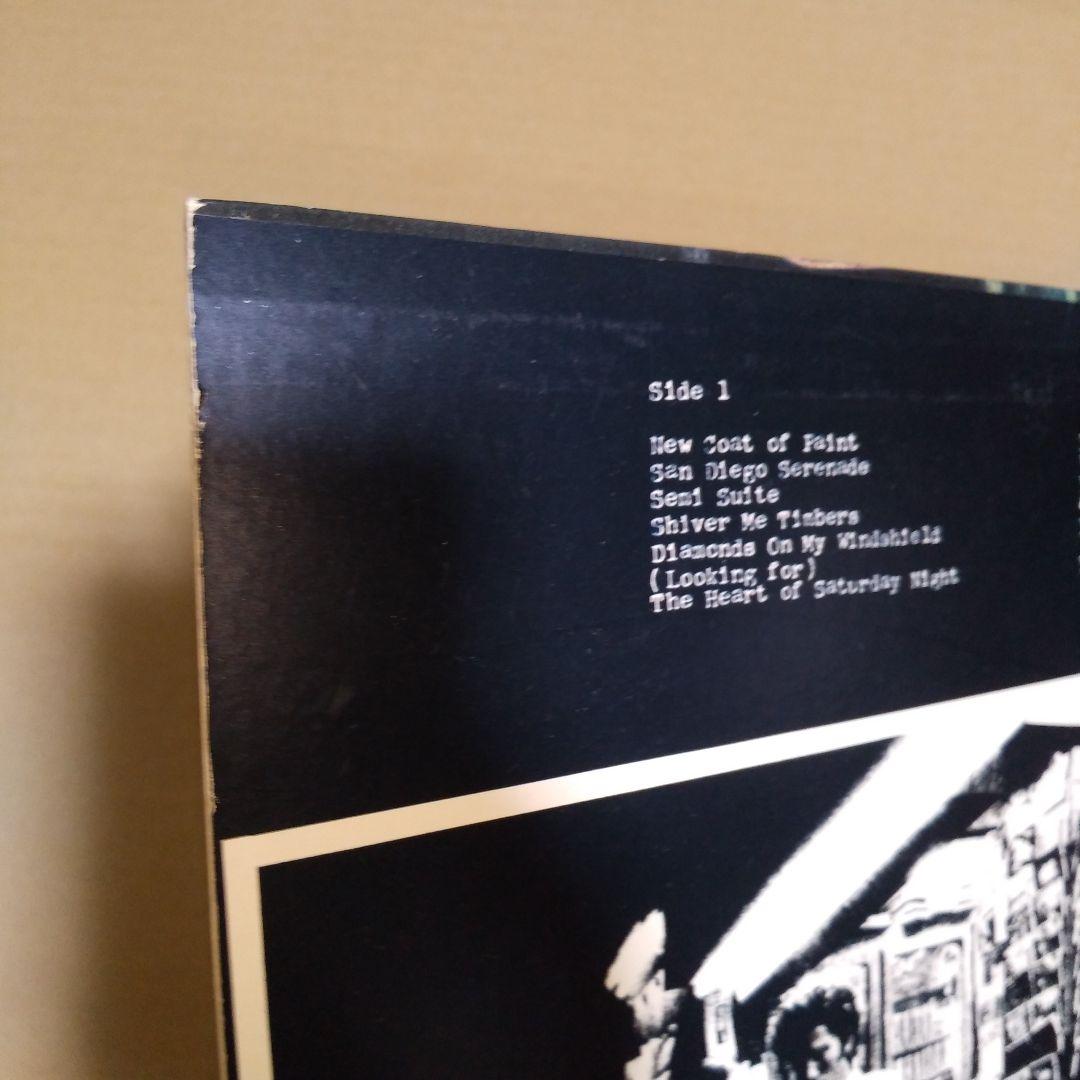 Side 1
New Coat of Paint
San Diego Serenade
Semi Suite
Shiver Me Timbers
Diamonds On My Windshield
(Looking for)
The Heart of Saturday Night